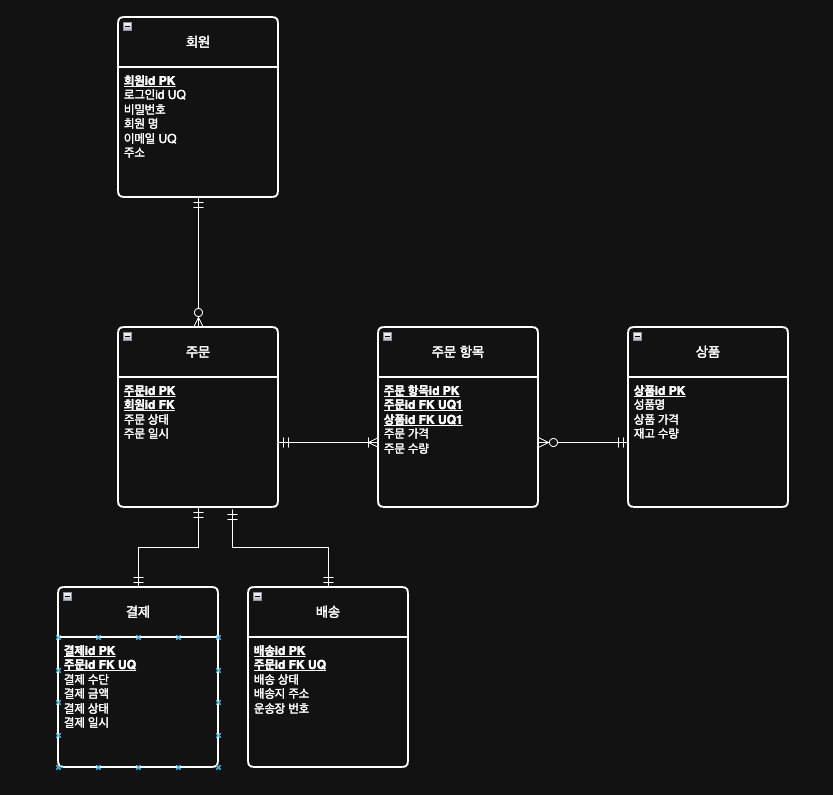 회원
회원id PK
로그인id UQ
비밀번호
회원 명
이메일 UQ
주소
주문
주문id PK
회원id FK
주문 상태
주문 일시
주문 항목
주문 항목id PK
주문id FK UQ1
상품id FK UQ1
주문 가격
주문 수량
상품
상품id PK
성품명
상품 가격
재고 수량
결제
결제id PK
주문id FK UQ
결제 수단
결제 금액
결제 상태
결제 일시
배송
배송id PK
주문id FK UQ
배송 상태
배송지 주소
운송장 번호